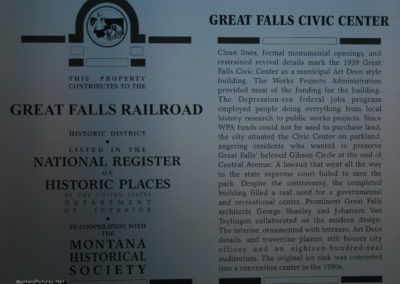 THIS PROPERTY
CONTRIBUTES TO THE
GREAT FALLS RAILROAD
HISTORIC DISTRICT
LISTED IN THE
NATIONAL REGISTER
OF
HISTORIC PLACES
BY THE UNITED STATES
DEPARTMENT
OF INTERIOR
IN COOPERATION WITH THE
MONTANA
HISTORICAL
SOCIETY
MontanaPictures.Net
GREAT FALLS CIVIC CENTER
Clean lines, formal monumental openings, and
restrained revival details mark the 1939 Great
Falls Civic Center as a municipal Art Deco style
building. The Works Projects Administration
provided most of the funding for the building.
The Depression-era federal jobs program
employed people doing everything from local
history research to public works projects. Since
WPA funds could not be used to purchase land,
the city situated the Civic Center on parkland,
angering residents who wanted to preserve
Great Falls' beloved Gibson Circle at the end of
Central Avenue. A lawsuit that went all the way
to the state supreme court failed to save the
park. Despite the controversy, the completed
building filled a real need for a governmental
and recreational center. Prominent Great Falls
architects George Shanley and Johannes Van
Teylingen collaborated on the modern design.
The interior, ornamented with terrazzo, Art Deco
details, and travertine plaster, still houses city
offices and an eighteen-hundred-seat
auditorium. The original ice rink was converted
into a convention center in the 1980s.